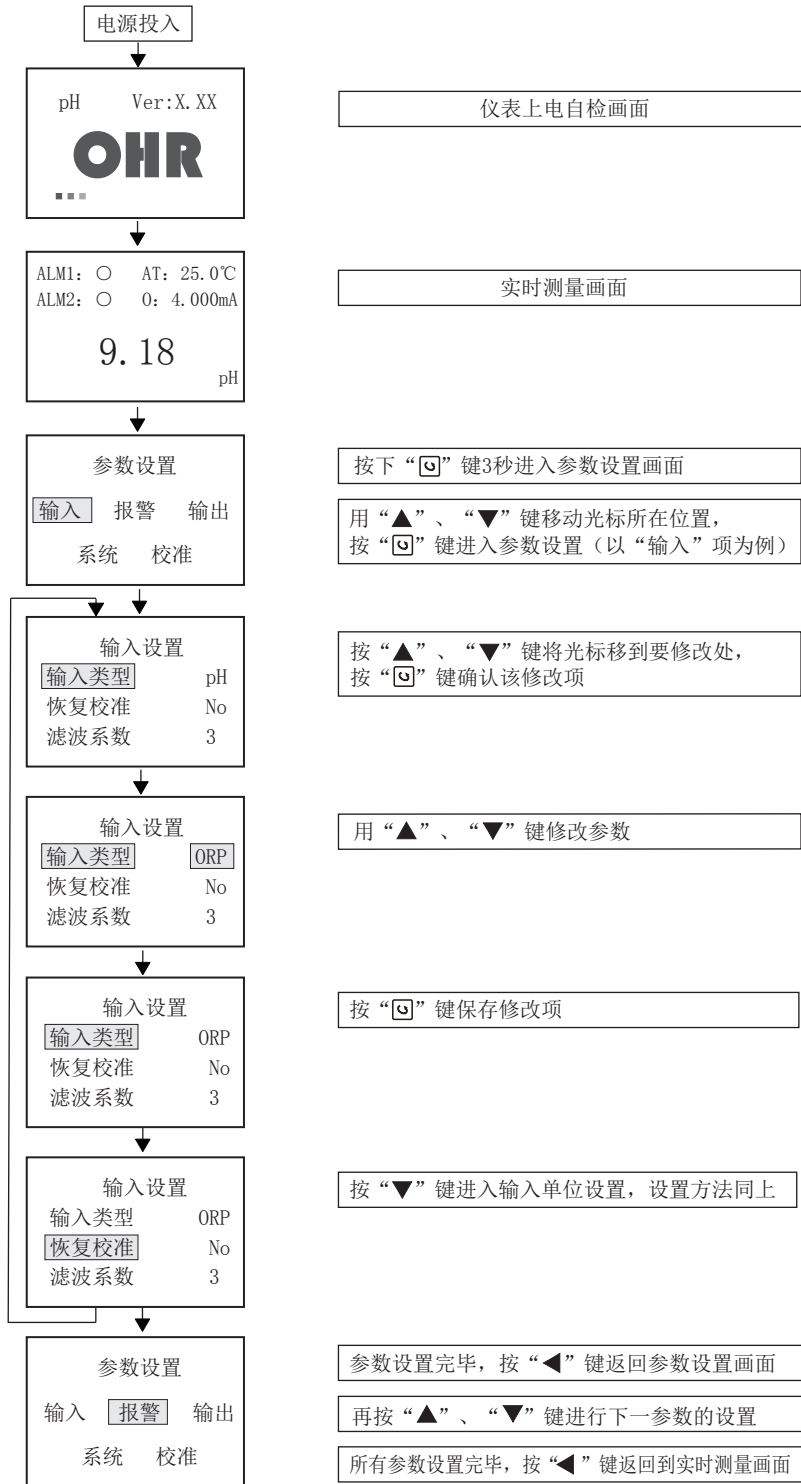 电源投入
pH Ver:X.XX
OHR
仪表上电自检画面
ALM1: ○ AT: 25.0℃
ALM2: ○ O: 4.000mA
9.18
pH
实时测量画面
参数设置
输入 报警 输出
系统 校准
按下“”键3秒进入参数设置画面
用“▲”、“▼”键移动光标所在位置，
按“”键进入参数设置（以“输入”项为例）
输入设置
输入类型 pH
恢复校准 No
滤波系数 3
按“▲”、“▼”键将光标移到要修改处，
按“”键确认该修改项
输入设置
输入类型 ORP
恢复校准 No
滤波系数 3
用“▲”、“▼”键修改参数
输入设置
输入类型 ORP
恢复校准 No
滤波系数 3
按“”键保存修改项
输入设置
输入类型 ORP
恢复校准 No
滤波系数 3
按“▼”键进入输入单位设置，设置方法同上
参数设置
输入 报警 输出
系统 校准
参数设置完毕，按“◀”键返回参数设置画面
再按“▲”、“▼”键进行下一参数的设置
所有参数设置完毕，按“◀”键返回到实时测量画面